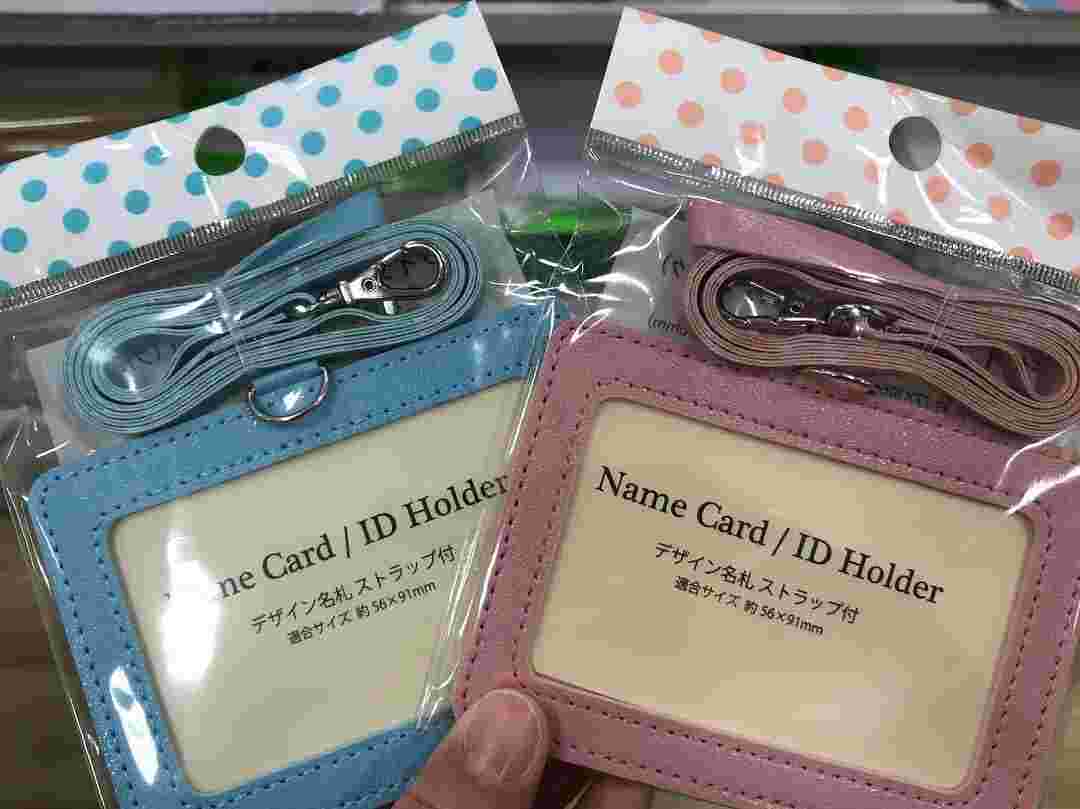 Card / ID Holder
デザイン名札 ストラップ付
適合サイズ 約 56×91mm
Name Card / ID Holder
デザイン名札 ストラップ付
適合サイズ 約 56×91mm